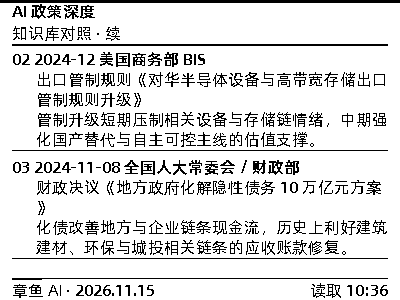 AI 政策深度
知识库对照 · 续
02 2024-12 美国商务部 BIS
出口管制规则《对华半导体设备与高带宽存储出口
管制规则升级》
管制升级短期压制相关设备与存储链情绪，中期强
化国产替代与自主可控主线的估值支撑。
03 2024-11-08 全国人大常委会 / 财政部
财政决议《地方政府化解隐性债务 10 万亿元方案
》
化债改善地方与企业链条现金流，历史上利好建筑
建材、环保与城投相关链条的应收账款修复。
章鱼 AI · 2026.11.15
读取 10:36